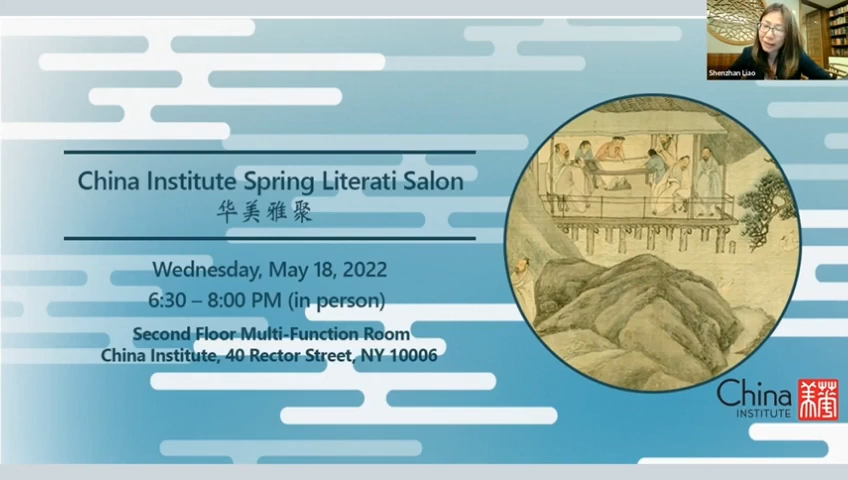 Shenzhan Liao
China Institute Spring Literati Salon
华美雅聚
Wednesday, May 18, 2022
6:30 – 8:00 PM (in person)
Second Floor Multi-Function Room
China Institute, 40 Rector Street, NY 10006
China
INSTITUTE